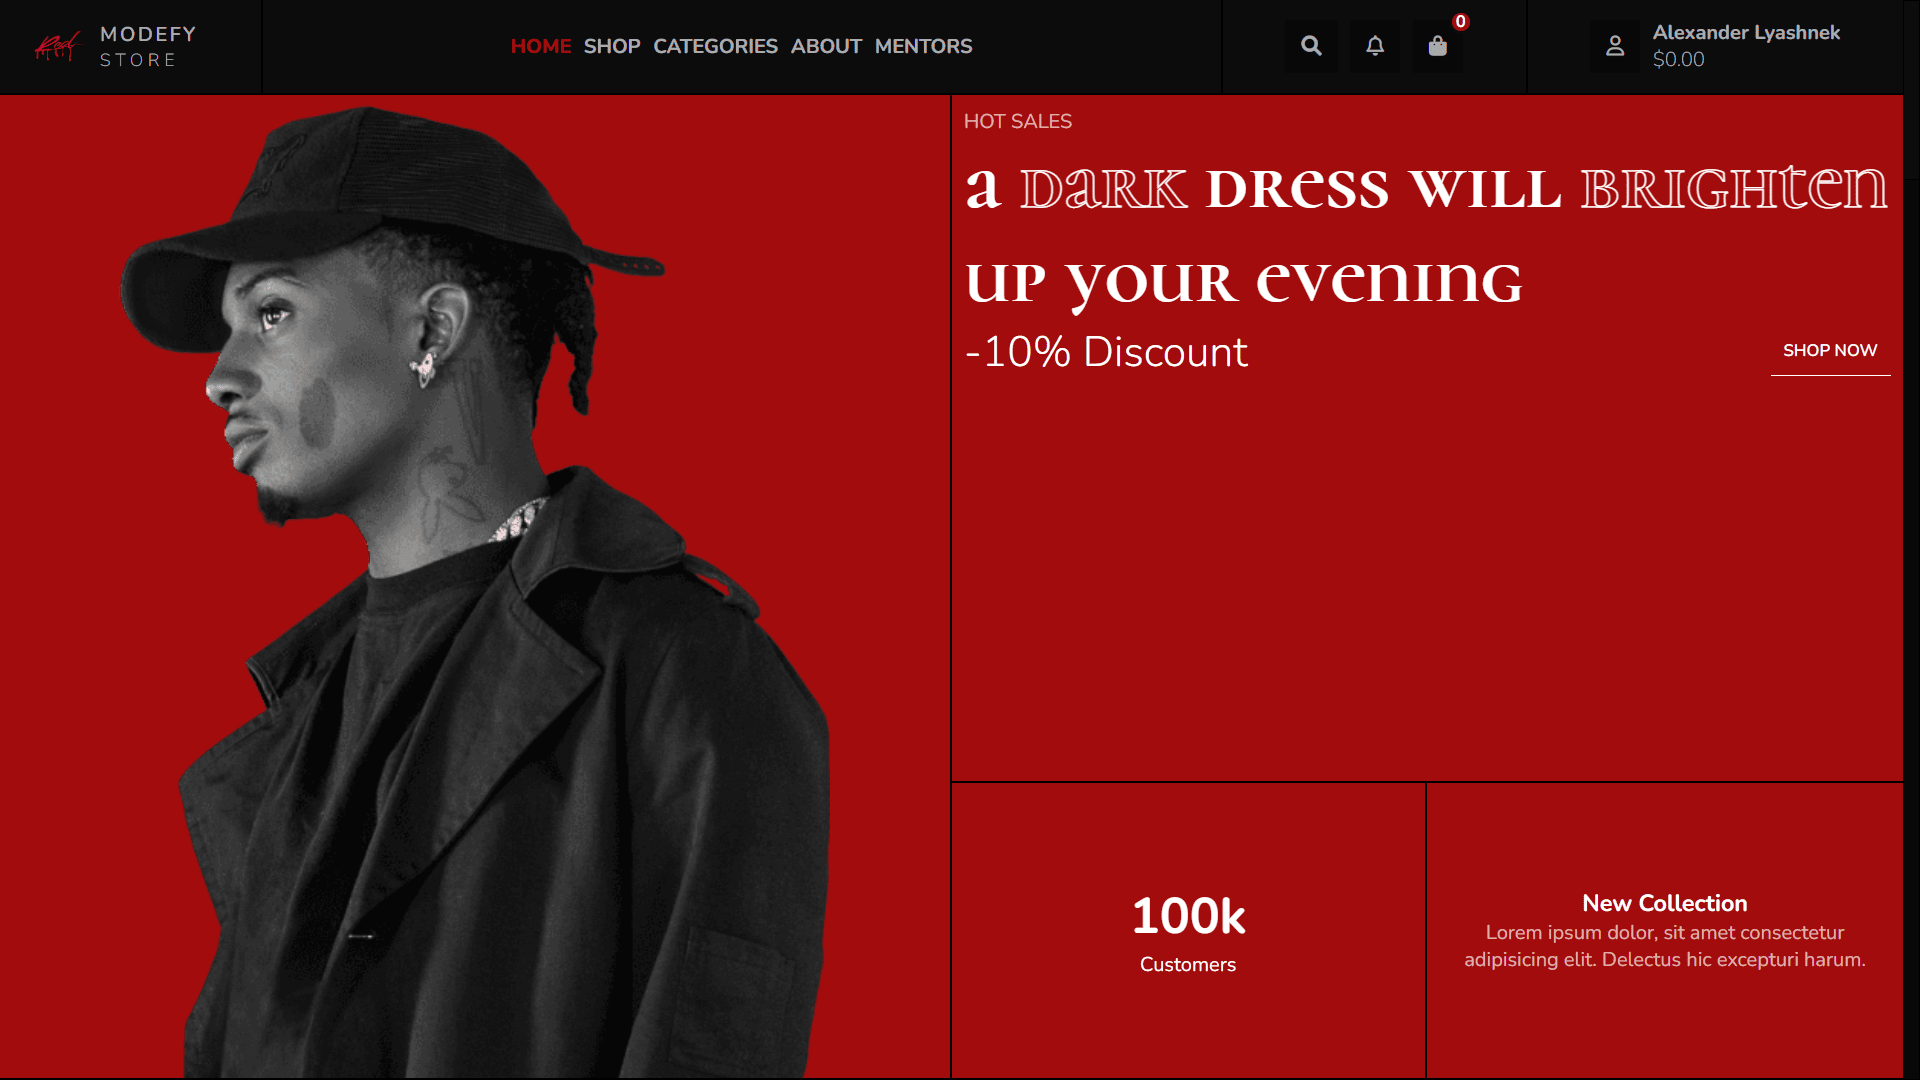 MODEFY
STORE
HOME SHOP CATEGORIES ABOUT MENTORS
0
Alexander Lyashnek
$0.00
HOT SALES
a DARK DRESS WILL BRIGHTEN
UP YOUR EVENING
-10% Discount
SHOP NOW
100k
Customers
New Collection
Lorem ipsum dolor, sit amet consectetur
adipisicing elit. Delectus hic excepturi harum.